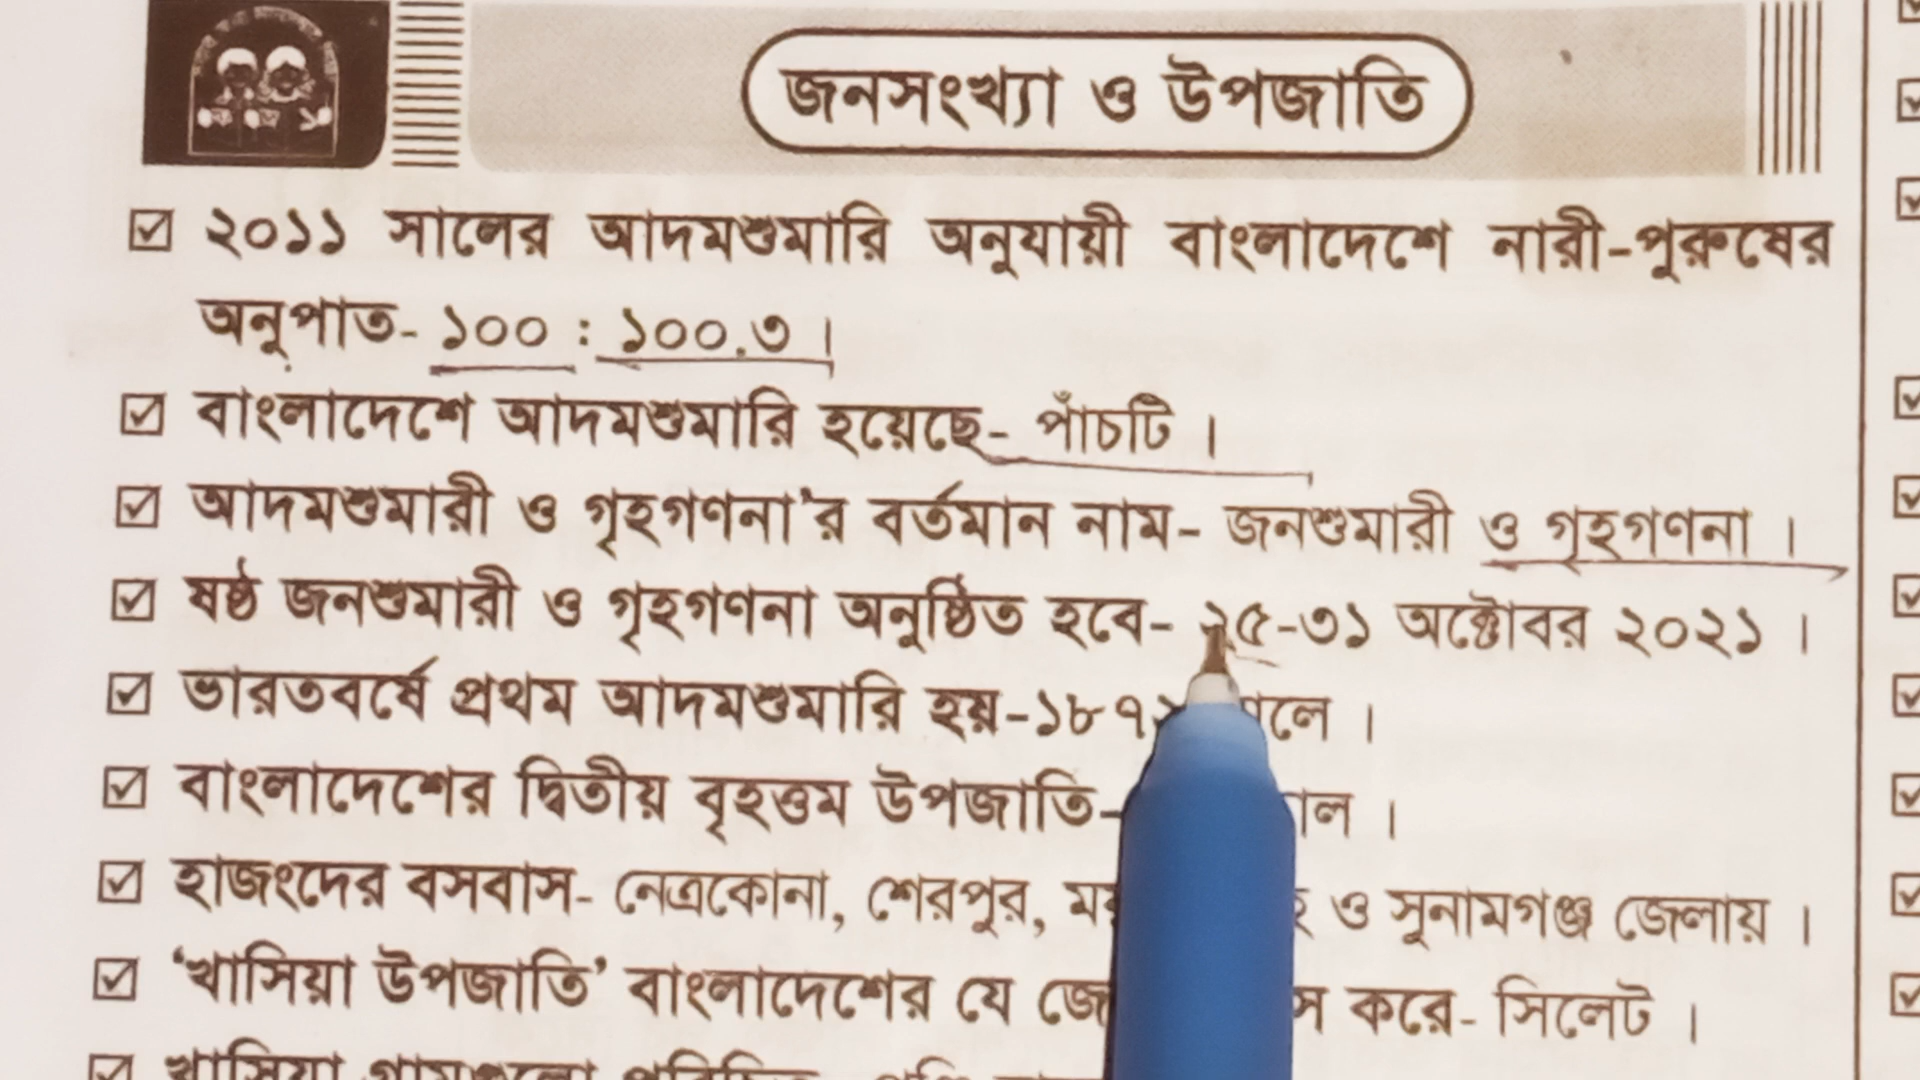 জনসংখ্যা ও উপজাতি
২০১১ সালের আদমশুমারি অনুযায়ী বাংলাদেশে নারী-পুরুষের
অনুপাত- ১০০ : ১০০.৩।
বাংলাদেশে আদমশুমারি হয়েছে- পাঁচটি।
আদমশুমারী ও গৃহগণনা'র বর্তমান নাম- জনশুমারী ও গৃহগণনা।
ষষ্ঠ জনশুমারী ও গৃহগণনা অনুষ্ঠিত হবে- ২৫-৩১ অক্টোবর ২০২১।
ভারতবর্ষে প্রথম আদমশুমারি হয়-
বাংলাদেশের দ্বিতীয় বৃহত্তম উপজাতি-
হাজংদের বসবাস- নেত্রকোনা, শেরপুর, ও সুনামগঞ্জ জেলায়।
'খাসিয়া উপজাতি' বাংলাদেশের যে করে- সিলেট।